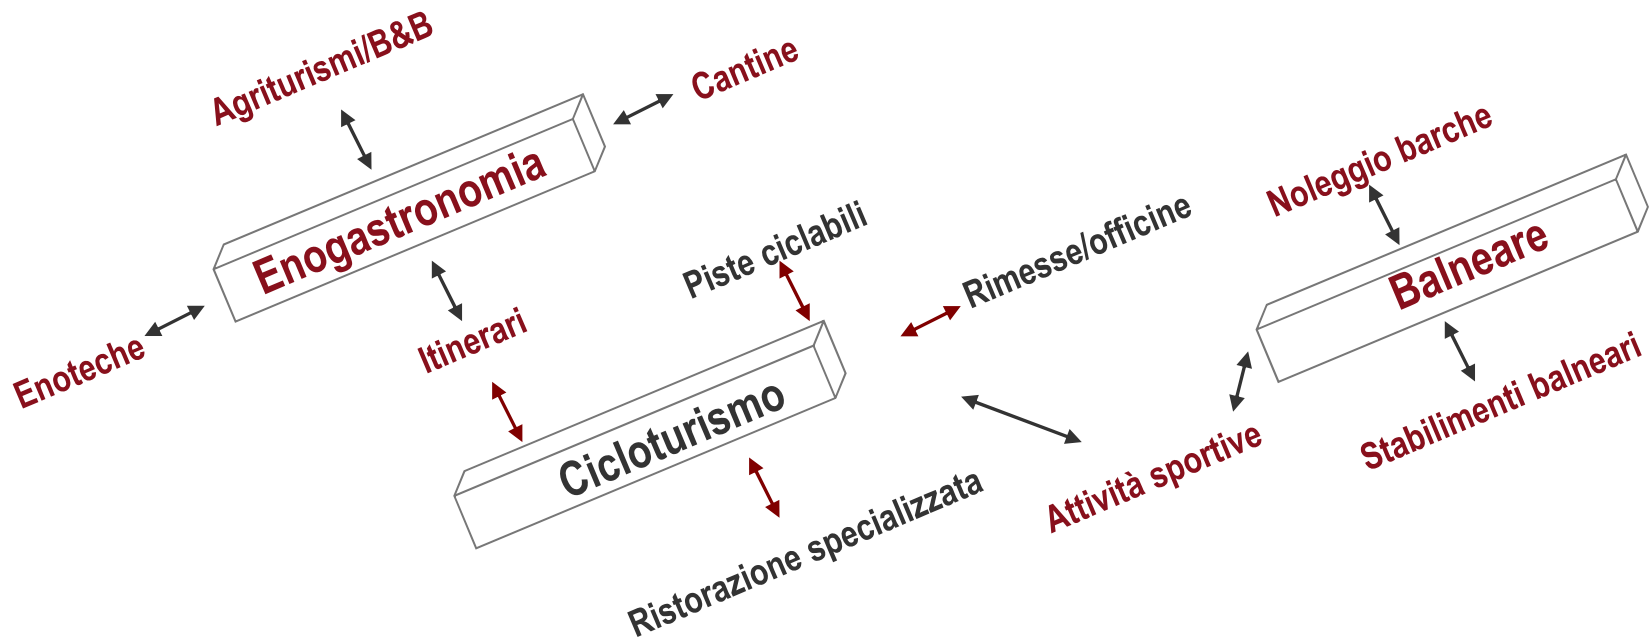 Agriturismi/B&B
Cantine
Enogastronomia
Enoteche
Itinerari
Piste ciclabili
Rimesse/officine
Cicloturismo
Ristorazione specializzata
Noleggio barche
Balneare
Attività sportive
Stabilimenti balneari